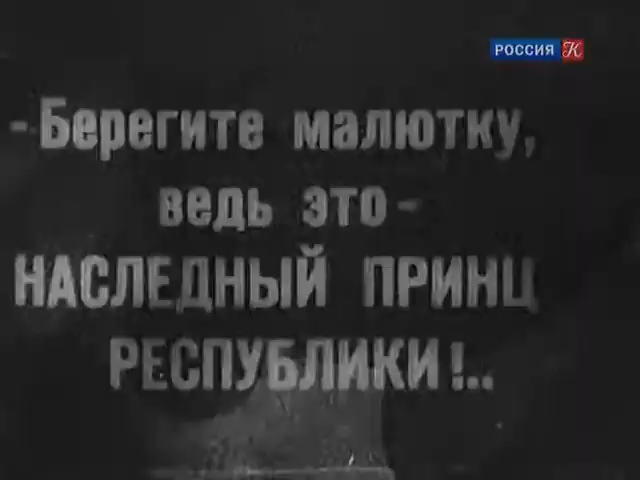 РОССИЯ К
- Берегите малютку,
ведь это -
НАСЛЕДНЫЙ ПРИНЦ
РЕСПУБЛИКИ!..